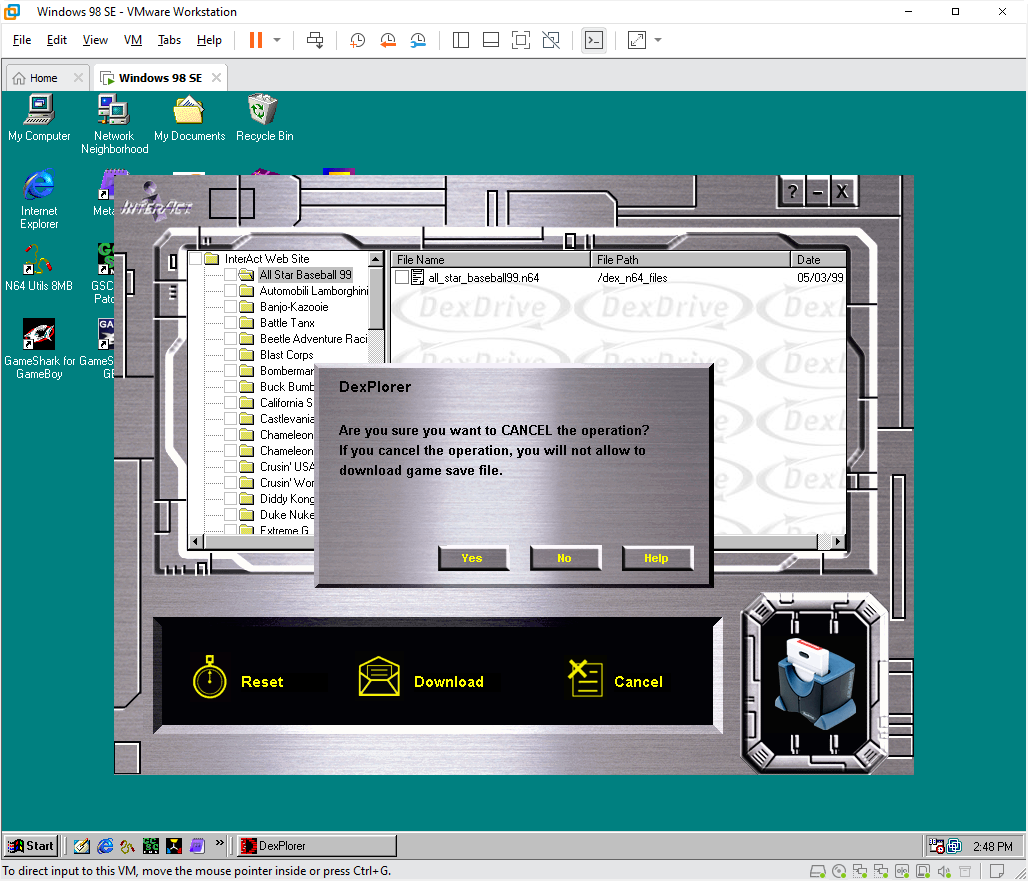 Windows 98 SE - VMware Workstation
File Edit View VM Tabs Help
Home
Windows 98 SE
My Computer
Network Neighborhood
My Documents
Recycle Bin
Internet Explorer
Meta
N64 Utils 8MB
GSC
Patc
GameShark for GameBoy
GameS
GB
INTERACT
? – X
InterAct Web Site
All Star Baseball 99
Automobili Lamborghini
Banjo-Kazooie
Battle Tanx
Beetle Adventure Raci
Blast Corps
Bomberman
Buck Bumb
California S
Castlevania
Chameleon
Chameleon
Crusin' USA
Crusin' Wor
Diddy Kong
Duke Nuke
Extreme G
File Name File Path Date
all_star_baseball99.n64 /dex_n64_files 05/03/99
DexDrive DexDrive
DexPlorer
Are you sure you want to CANCEL the operation?
If you cancel the operation, you will not allow to
download game save file.
Yes No Help
Reset Download Cancel
Start
DexPlorer
2:48 PM
To direct input to this VM, move the mouse pointer inside or press Ctrl+G.